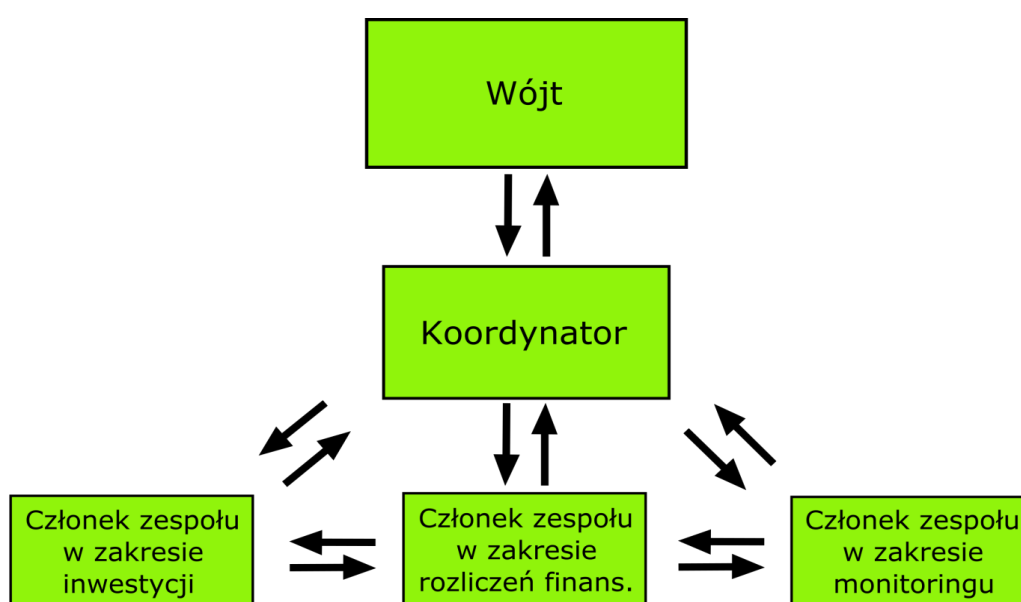 Wójt
Koordynator
Członek zespołu
w zakresie
inwestycji
Członek zespołu
w zakresie
rozliczeń finans.
Członek zespołu
w zakresie
monitoringu